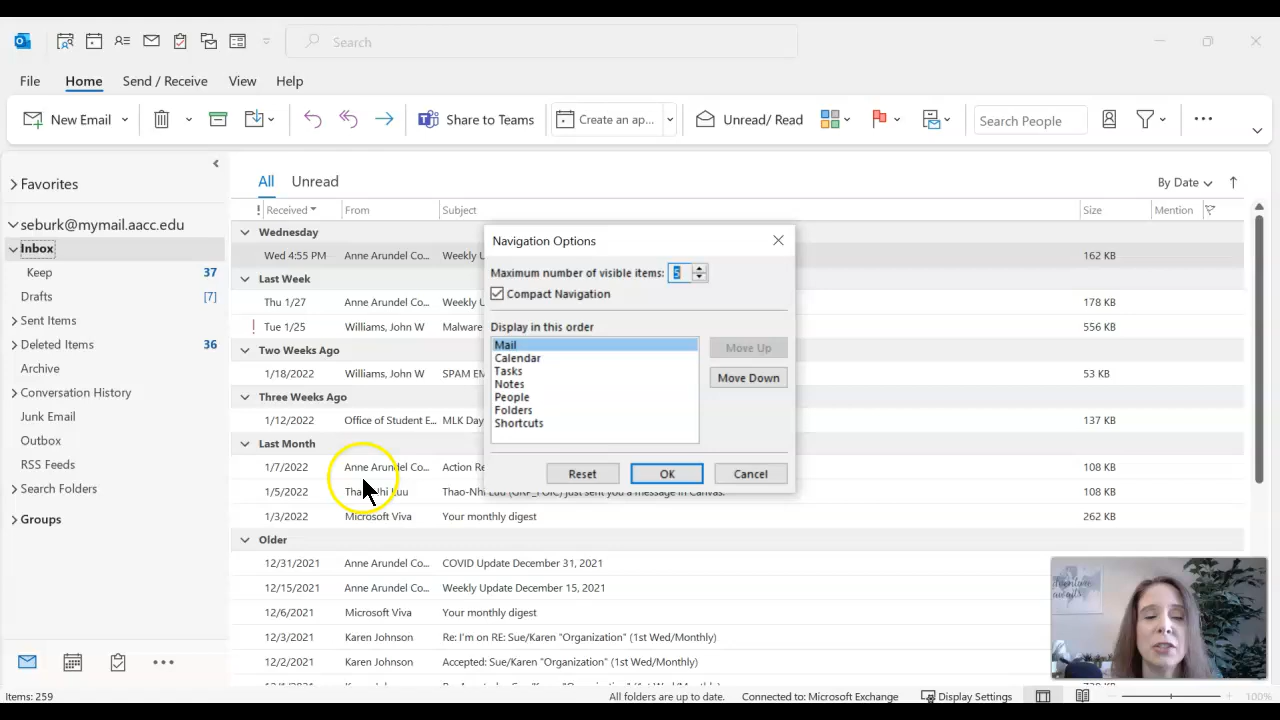 Search
File Home Send / Receive View Help
New Email Share to Teams Create an ap... Unread/ Read Search People
Favorites
seburk@mymail.aacc.edu
Inbox
Keep 37
Drafts [7]
Sent Items
Deleted Items 36
Archive
Conversation History
Junk Email
Outbox
RSS Feeds
Search Folders
Groups
All Unread By Date
! Received From Subject Size Mention
Wednesday
Wed 4:55 PM Anne Arundel Co... Weekly U 162 KB
Last Week
Thu 1/27 Anne Arundel Co... Weekly U 178 KB
! Tue 1/25 Williams, John W Malware 556 KB
Two Weeks Ago
1/18/2022 Williams, John W SPAM EM 53 KB
Three Weeks Ago
1/12/2022 Office of Student E... MLK Day 137 KB
Last Month
1/7/2022 Anne Arundel Co... Action Re 108 KB
1/5/2022 Luu Thao-Nhi Luu (GRP_TOIC) just sent you a message in Canvas. 108 KB
1/3/2022 Microsoft Viva Your monthly digest 262 KB
Older
12/31/2021 Anne Arundel Co... COVID Update December 31, 2021
12/15/2021 Anne Arundel Co... Weekly Update December 15, 2021
12/6/2021 Microsoft Viva Your monthly digest
12/3/2021 Karen Johnson Re: I'm on RE: Sue/Karen "Organization" (1st Wed/Monthly)
12/2/2021 Karen Johnson Accepted: Sue/Karen "Organization" (1st Wed/Monthly)
Navigation Options
Maximum number of visible items: 5
Compact Navigation
Display in this order
Mail
Calendar
Tasks
Notes
People
Folders
Shortcuts
Move Up
Move Down
Reset OK Cancel
Items: 259 All folders are up to date. Connected to: Microsoft Exchange Display Settings 100%